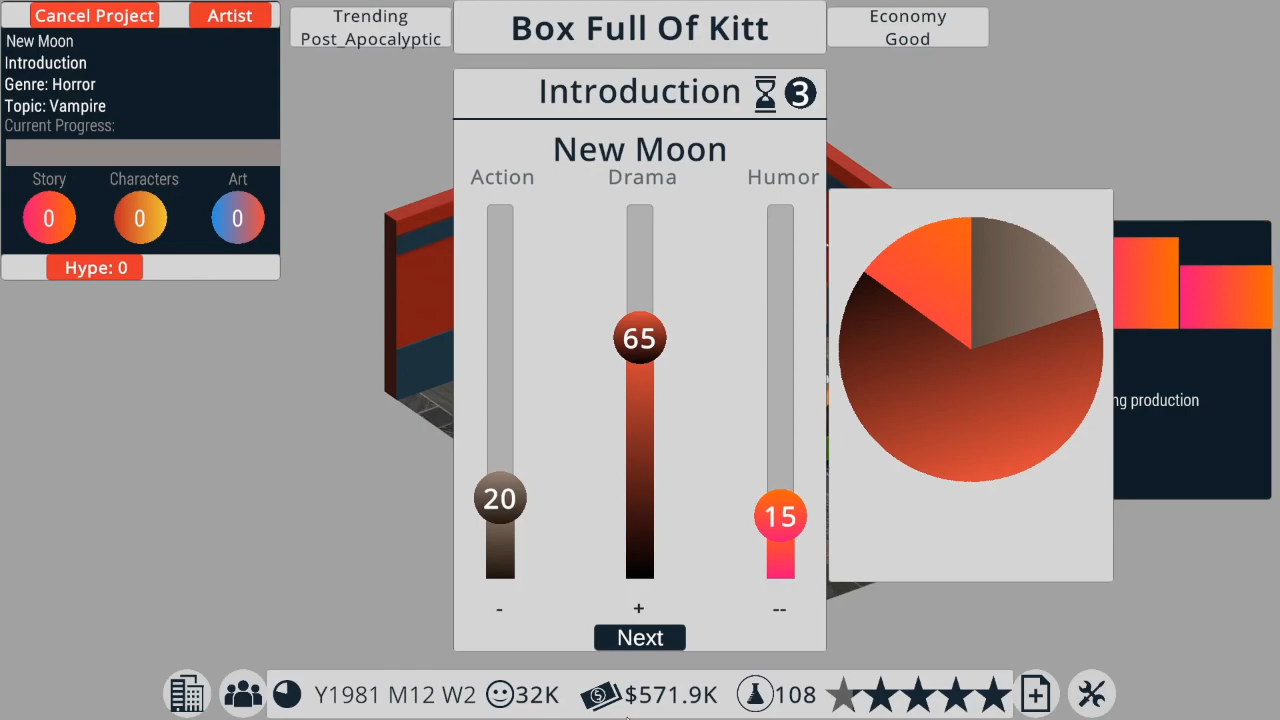 Cancel Project
Artist
New Moon
Introduction
Genre: Horror
Topic: Vampire
Current Progress:
Story
Characters
Art
0
0
0
Hype: 0
Trending
Post_Apocalyptic
Box Full Of Kitt
Economy
Good
Introduction
3
New Moon
Action
Drama
Humor
65
20
15
-
+
--
Next
ng production
Y1981 M12 W2
32K
$571.9K
108